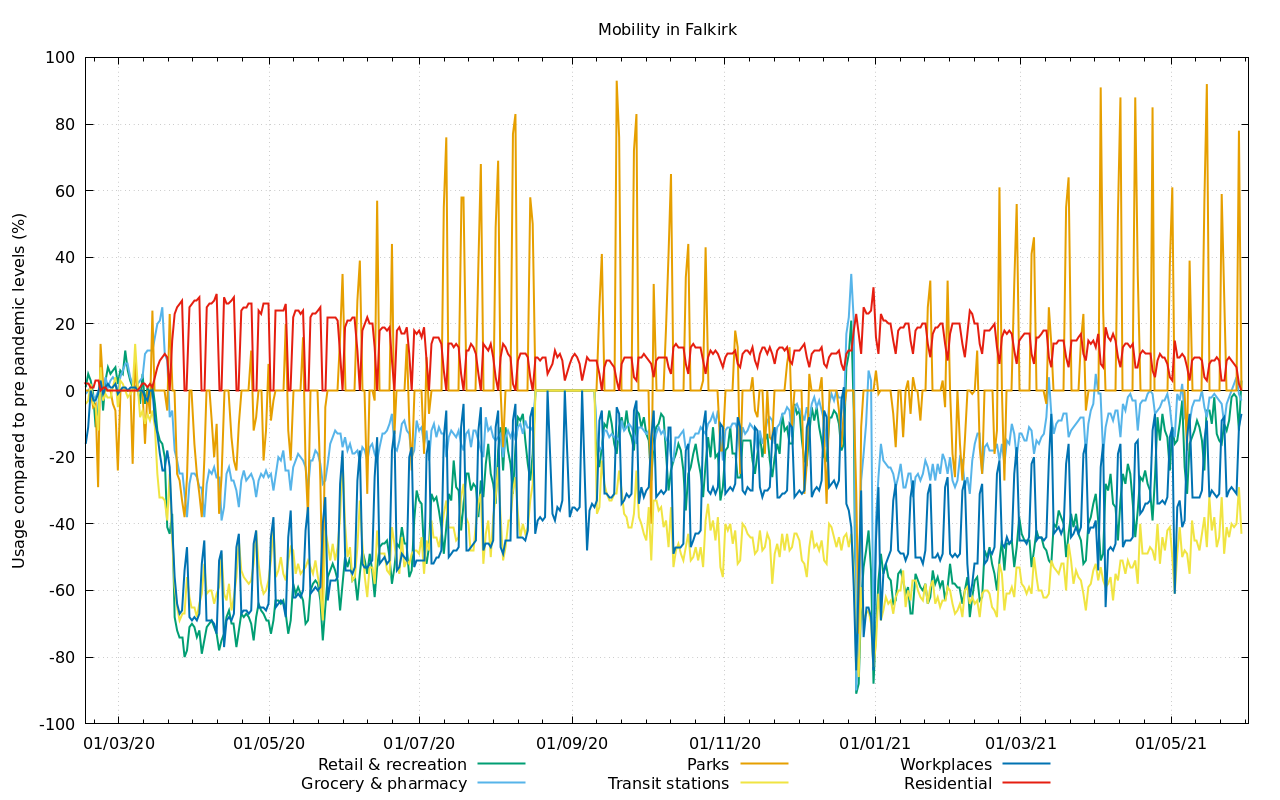 Mobility in Falkirk
Usage compared to pre pandemic levels (%)
100
80
60
40
20
0
-20
-40
-60
-80
-100
01/03/20 01/05/20 01/07/20 01/09/20 01/11/20 01/01/21 01/03/21 01/05/21
Retail & recreation Parks Workplaces
Grocery & pharmacy Transit stations Residential